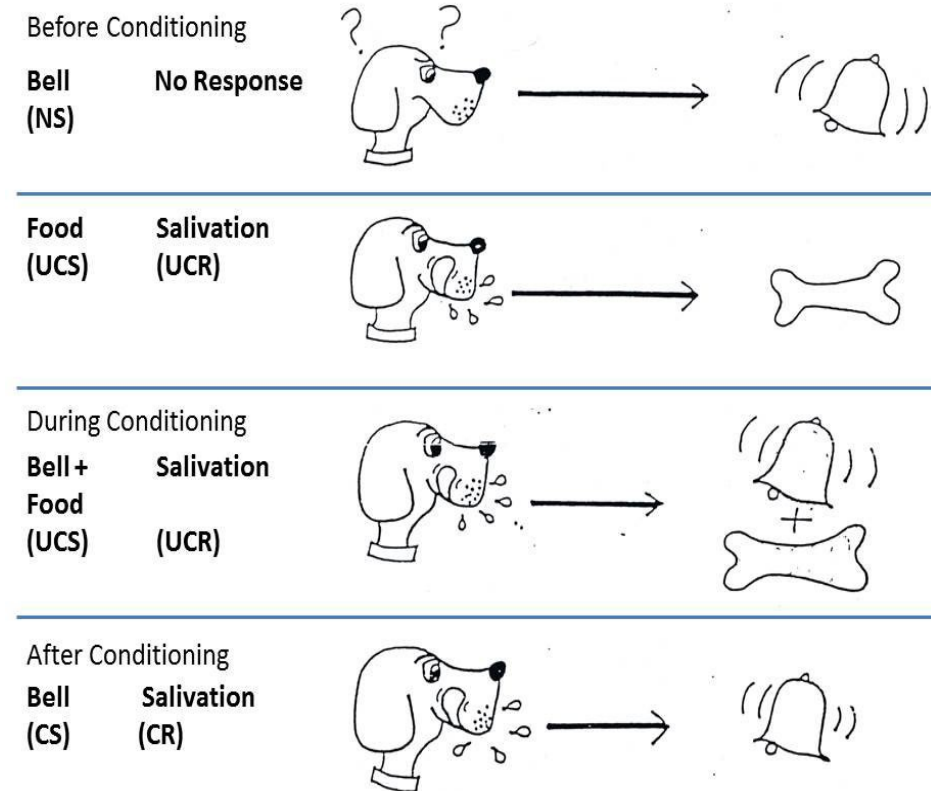 Before Conditioning
? ?
Bell No Response
(NS)
Food Salivation
(UCS) (UCR)
During Conditioning
Bell + Salivation
Food
(UCS) (UCR)
+
After Conditioning
Bell Salivation
(CS) (CR)